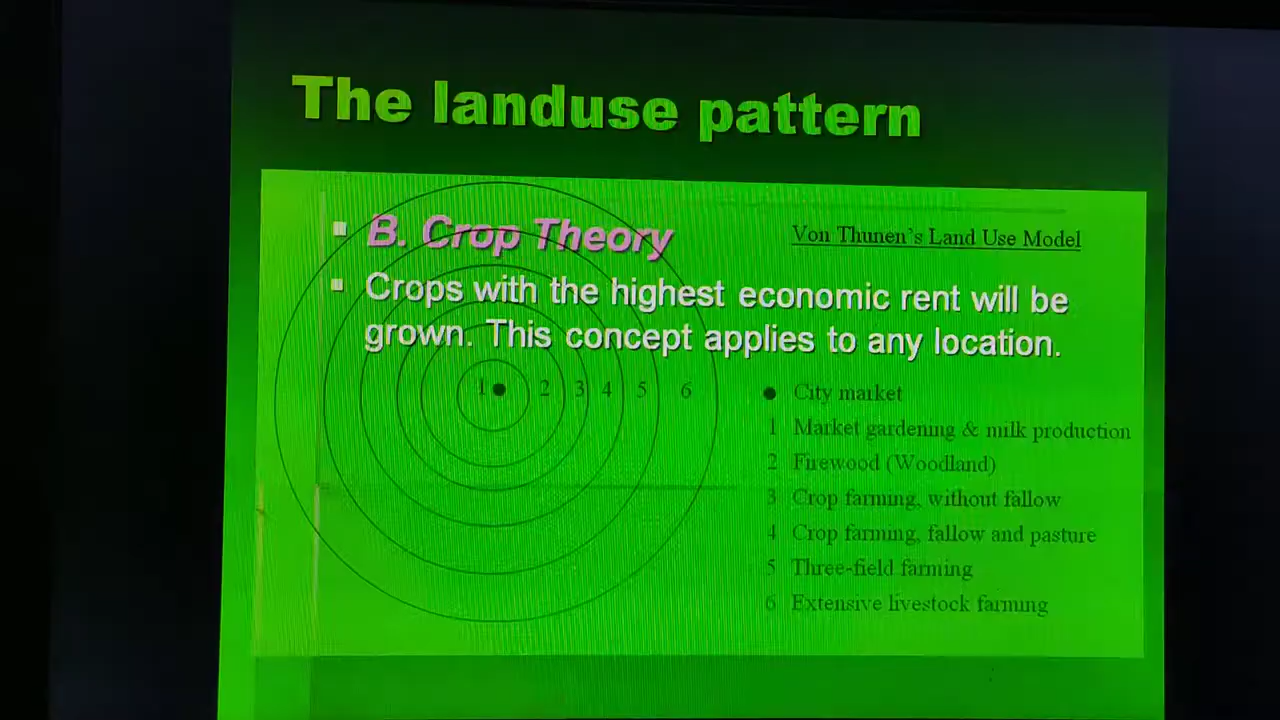 The landuse pattern
B. Crop Theory
Von Thunen's Land Use Model
Crops with the highest economic rent will be
grown. This concept applies to any location.
1 2 3 4 5 6
City market
1 Market gardening & milk production
2 Firewood (Woodland)
3 Crop farming, without fallow
4 Crop farming, fallow and pasture
5 Three-field farming
6 Extensive livestock farming